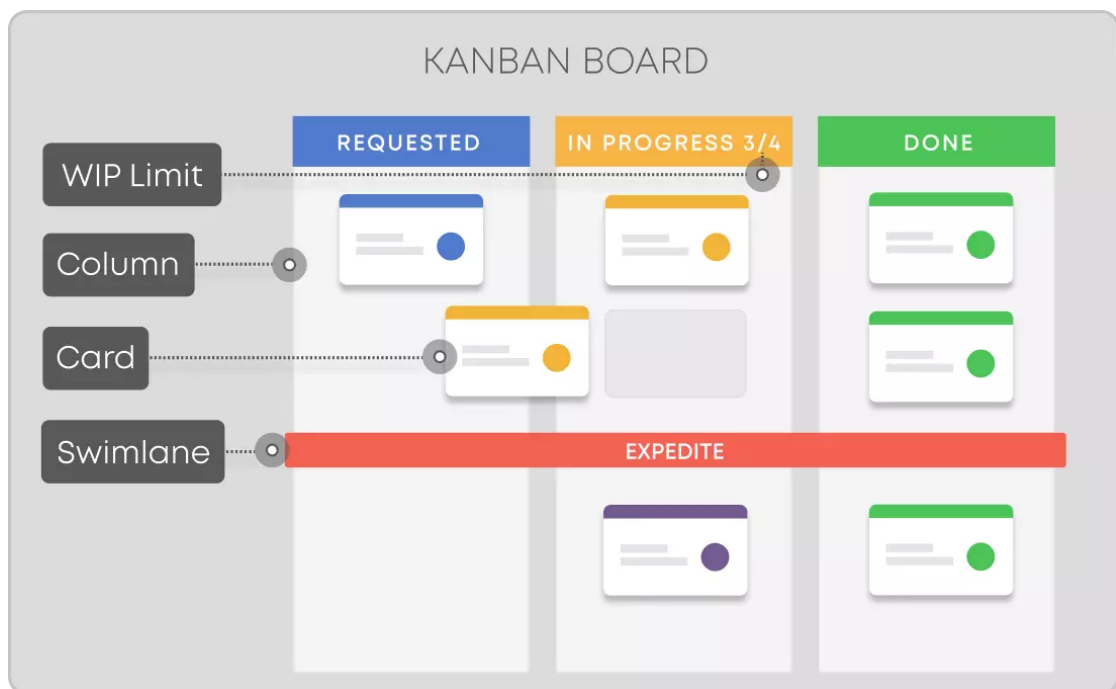 KANBAN BOARD
REQUESTED
IN PROGRESS 3/4
DONE
WIP Limit
Column
Card
Swimlane
EXPEDITE